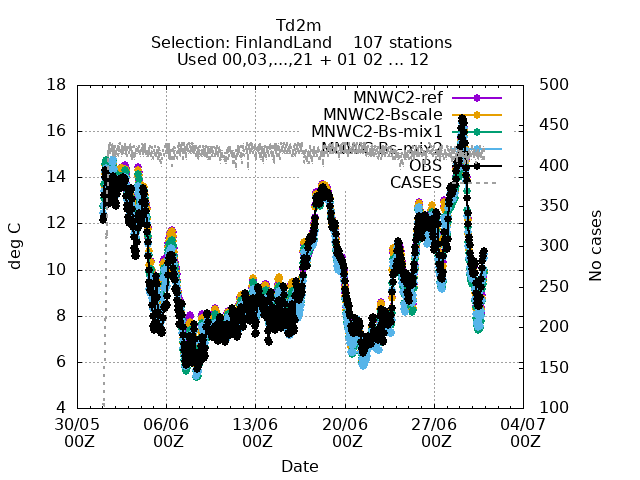 Td2m
Selection: FinlandLand    107 stations
Used 00,03,...,21 + 01 02 ... 12
18
16
14
12
10
8
6
4
deg C
500
450
400
350
300
250
200
150
100
No cases
MNWC2-ref
MNWC2-Bscale
MNWC2-Bs-mix1
MNWC2-Bs-mix2
OBS
CASES
30/05 06/06 13/06 20/06 27/06 04/07
00Z 00Z 00Z 00Z 00Z 00Z
Date